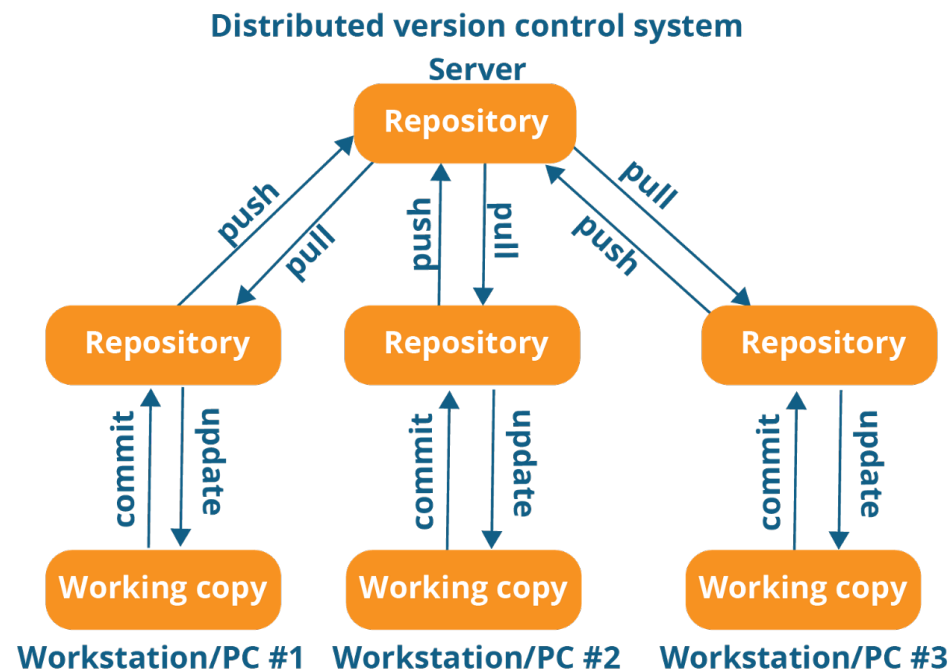 Distributed version control system
Server
Repository
push
pull
push
pull
push
pull
Repository
Repository
Repository
commit
update
commit
update
commit
update
Working copy
Working copy
Working copy
Workstation/PC #1
Workstation/PC #2
Workstation/PC #3